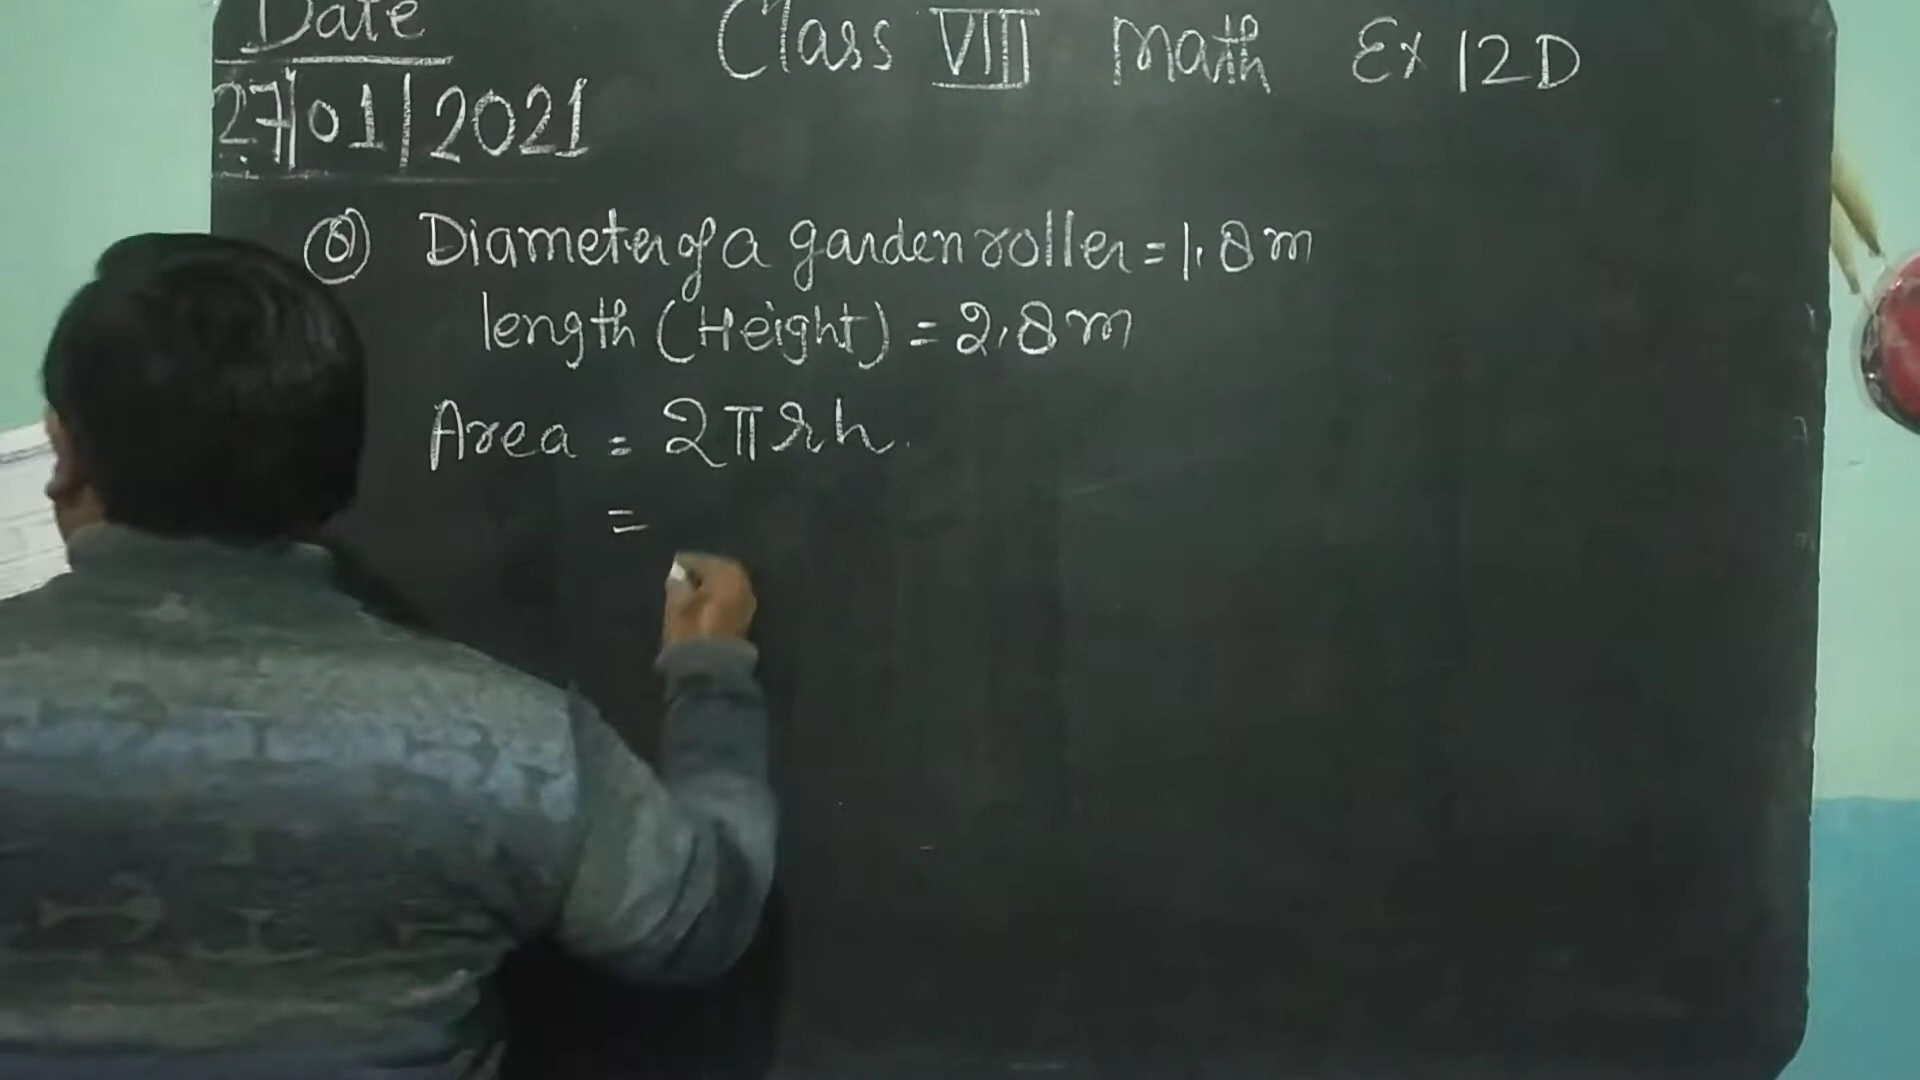 Date
Class VIII Math Ex 12D
27/01/2021
Diameter of a garden roller = 1.8 m
length (Height) = 2.8 m
Area = 2πrh.
=